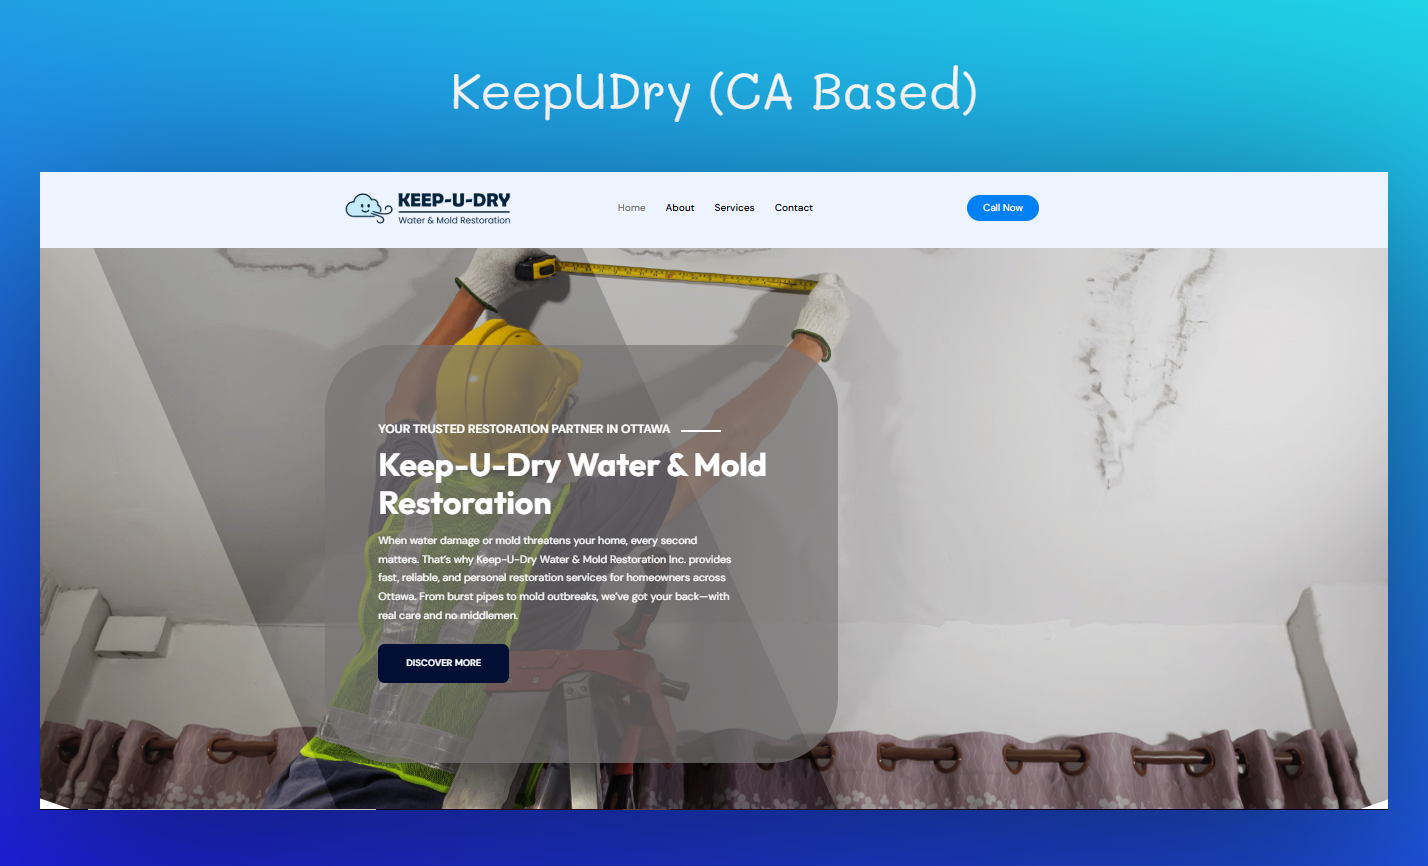 KeepUDry (CA Based)
KEEP-U-DRY
Water & Mold Restoration
Home About Services Contact
Call Now
YOUR TRUSTED RESTORATION PARTNER IN OTTAWA
Keep-U-Dry Water & Mold
Restoration
When water damage or mold threatens your home, every second
matters. That’s why Keep-U-Dry Water & Mold Restoration Inc. provides
fast, reliable, and personal restoration services for homeowners across
Ottawa. From burst pipes to mold outbreaks, we’ve got your back—with
real care and no middlemen.
DISCOVER MORE